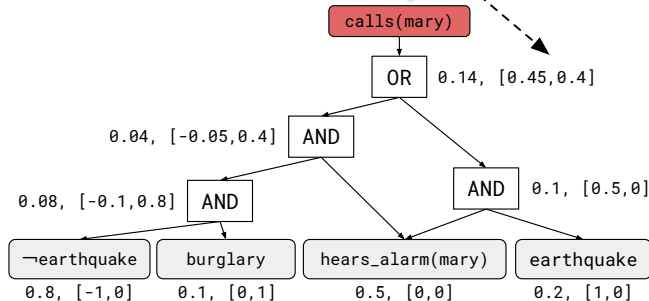 calls(mary)
OR 0.14, [0.45,0.4]
0.04, [-0.05,0.4] AND
0.08, [-0.1,0.8] AND
AND 0.1, [0.5,0]
¬earthquake burglary hears_alarm(mary) earthquake
0.8, [-1,0] 0.1, [0,1] 0.5, [0,0] 0.2, [1,0]